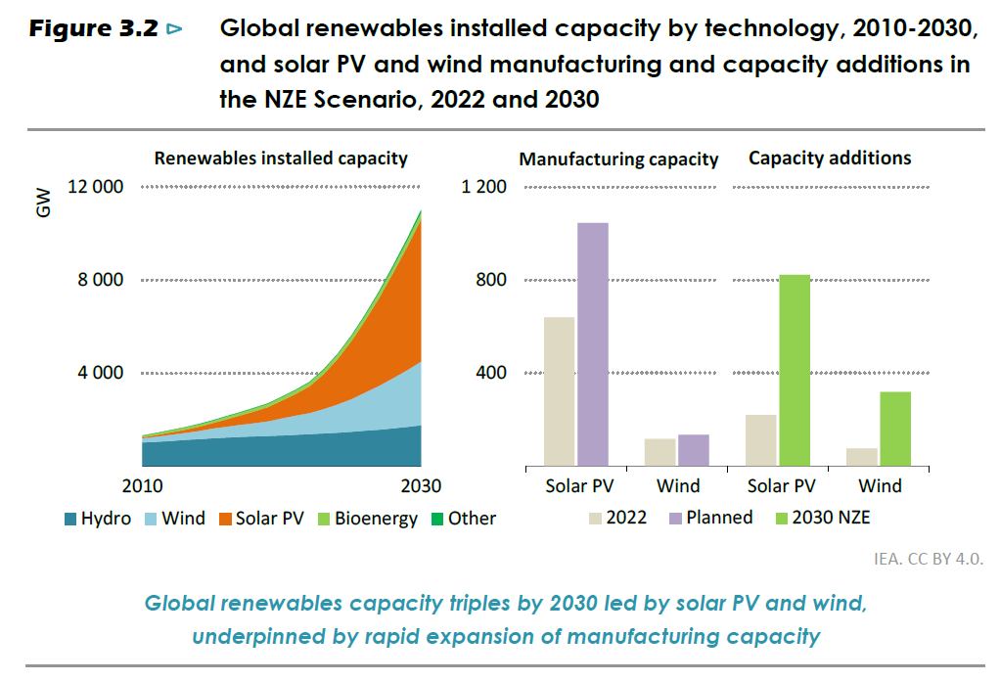 Figure 3.2 ▷ Global renewables installed capacity by technology, 2010-2030,
and solar PV and wind manufacturing and capacity additions in
the NZE Scenario, 2022 and 2030
Renewables installed capacity
GW
12 000
8 000
4 000
2010 2030
Hydro Wind Solar PV Bioenergy Other
Manufacturing capacity Capacity additions
1 200
800
400
Solar PV Wind Solar PV Wind
2022 Planned 2030 NZE
IEA. CC BY 4.0.
Global renewables capacity triples by 2030 led by solar PV and wind,
underpinned by rapid expansion of manufacturing capacity